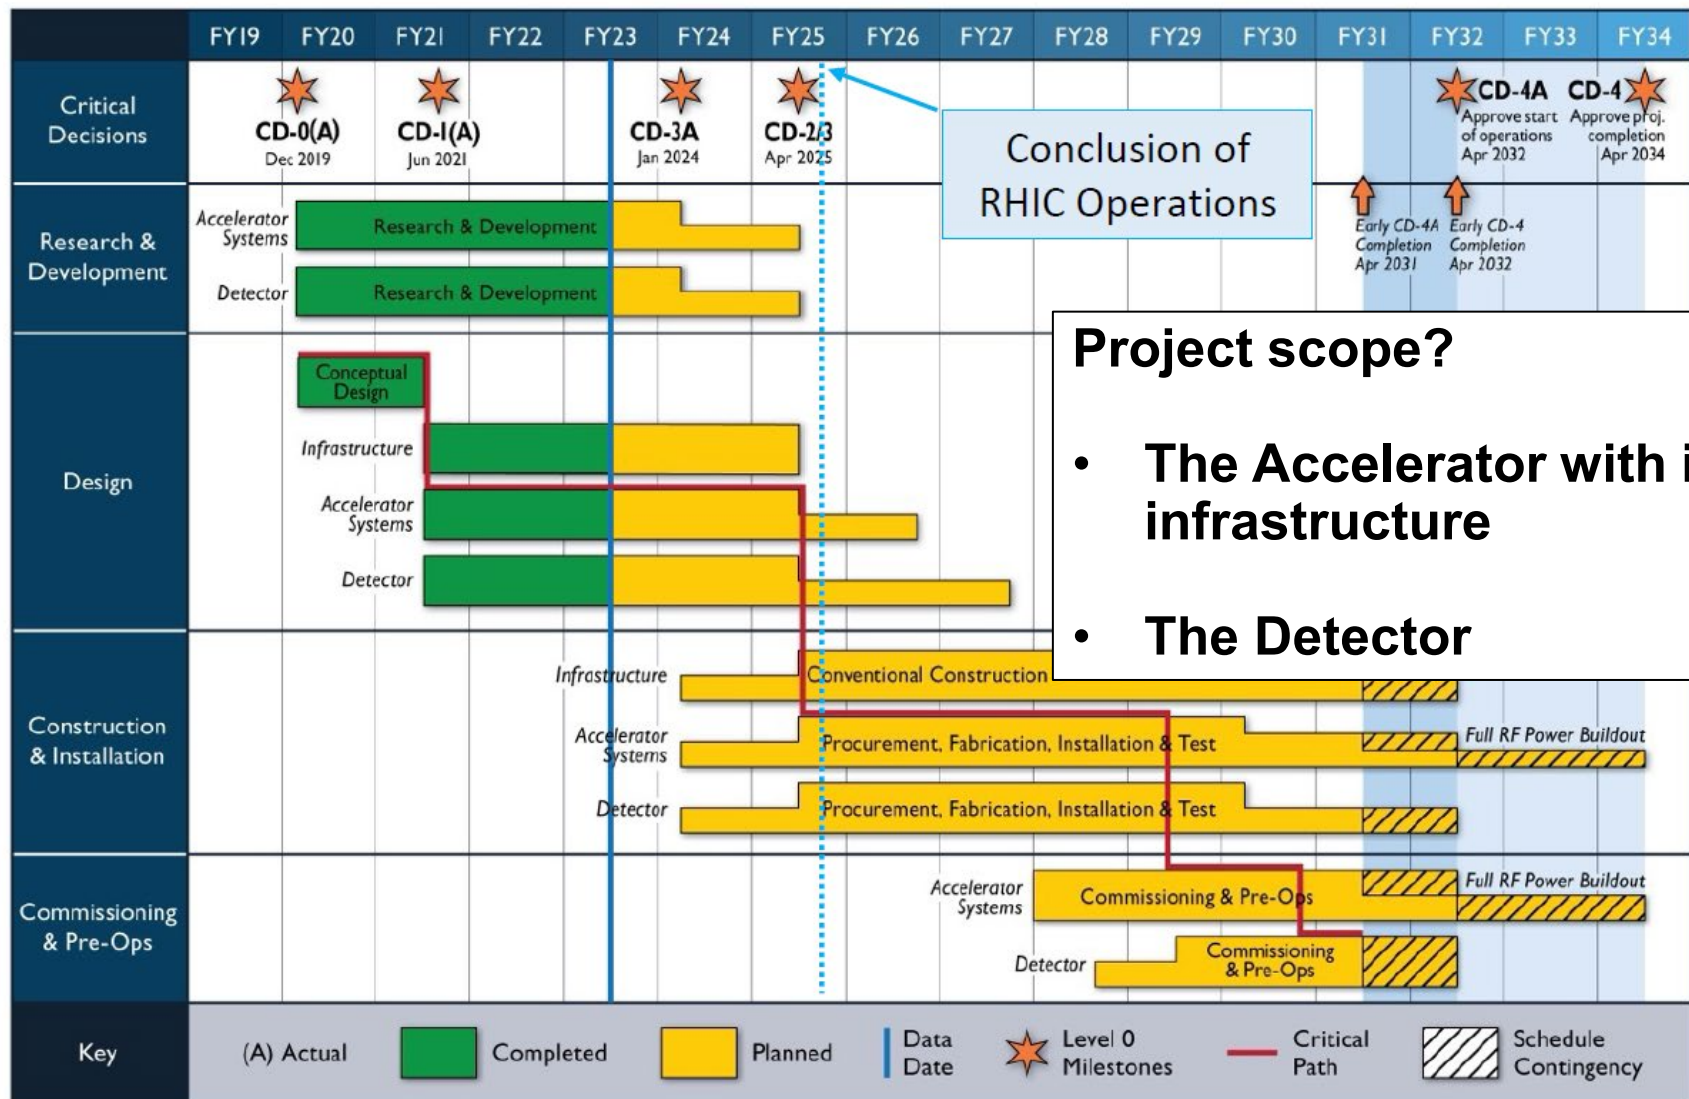 FY19 FY20 FY21 FY22 FY23 FY24 FY25 FY26 FY27 FY28 FY29 FY30 FY31 FY32 FY33 FY34
Critical
Decisions
CD-0(A)
Dec 2019
CD-1(A)
Jun 2021
CD-3A
Jan 2024
CD-2/3
Apr 2025
Conclusion of
RHIC Operations
CD-4A
Approve start
of operations
Apr 2032
CD-4
Approve proj.
completion
Apr 2034
Research &
Development
Accelerator
Systems
Research & Development
Detector
Research & Development
Early CD-4A
Completion
Apr 2031
Early CD-4
Completion
Apr 2032
Project scope?
• The Accelerator with i
infrastructure
• The Detector
Design
Conceptual
Design
Infrastructure
Accelerator
Systems
Detector
Construction
& Installation
Infrastructure
Conventional Construction
Accelerator
Systems
Procurement, Fabrication, Installation & Test
Full RF Power Buildout
Detector
Procurement, Fabrication, Installation & Test
Commissioning
& Pre-Ops
Accelerator
Systems
Commissioning & Pre-Ops
Full RF Power Buildout
Detector
Commissioning
& Pre-Ops
Key
(A) Actual
Completed
Planned
Data
Date
Level 0
Milestones
Critical
Path
Schedule
Contingency